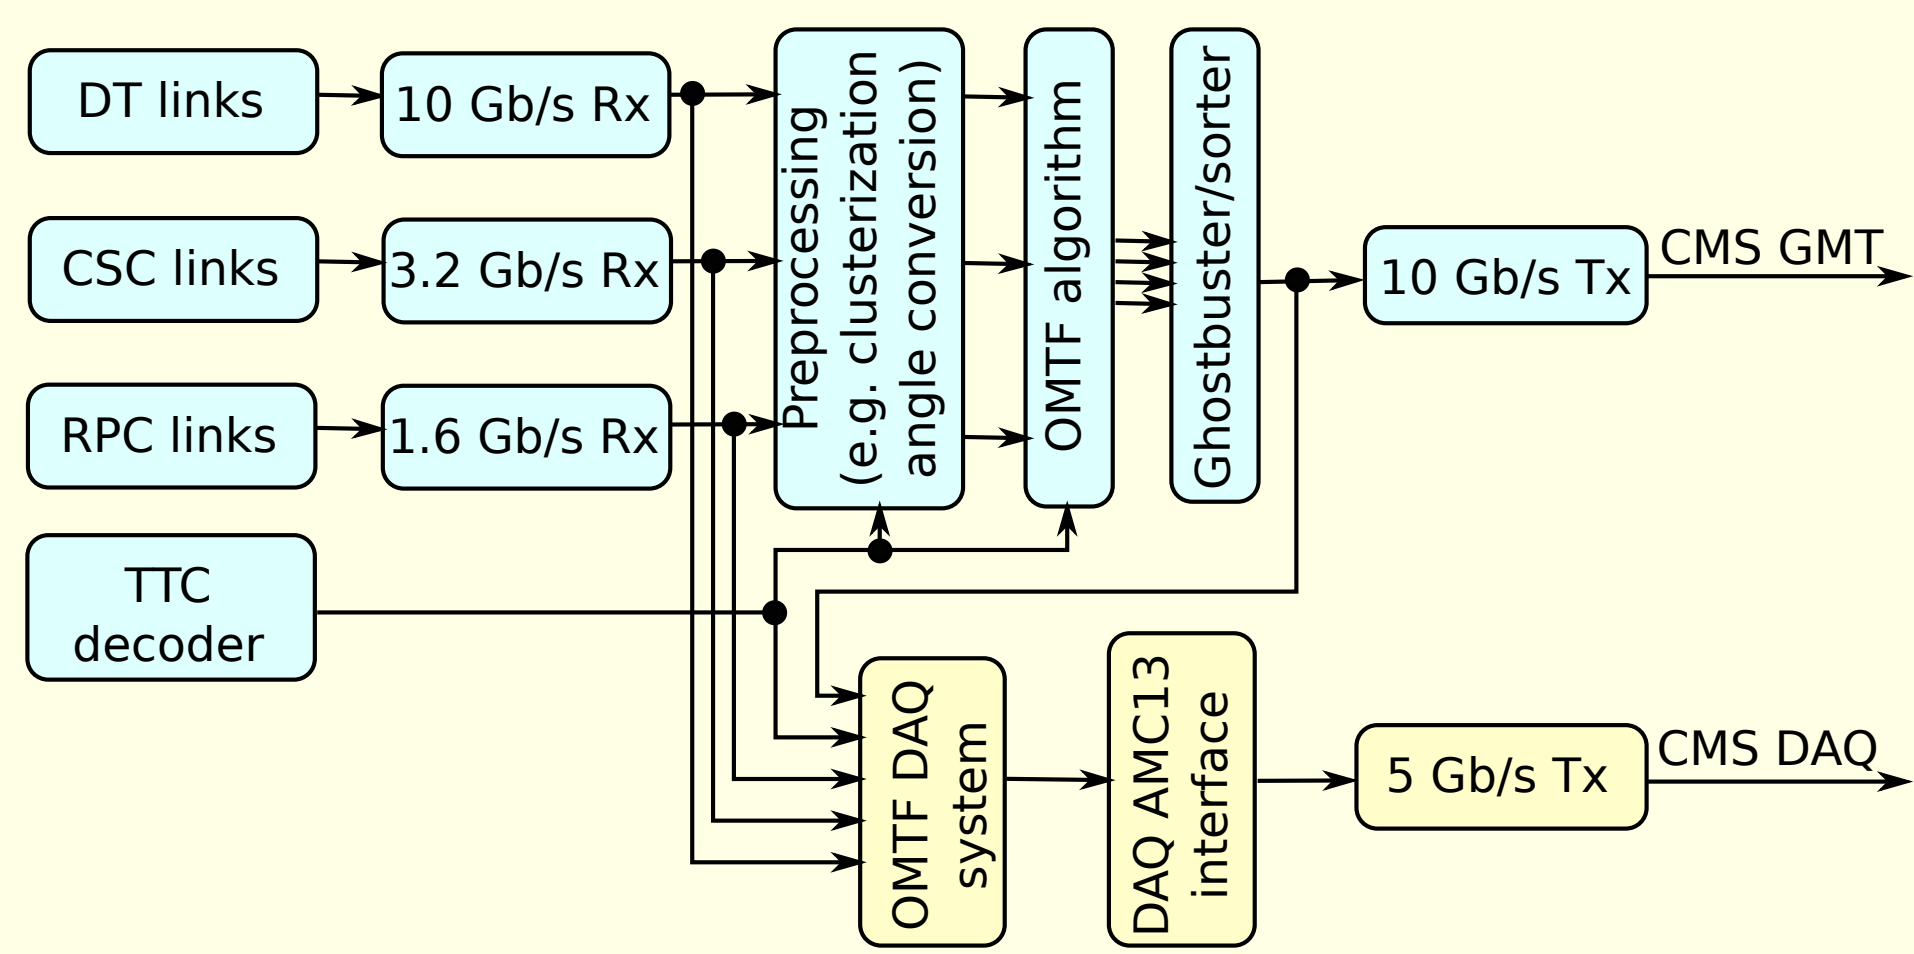 DT links
10 Gb/s Rx
CSC links
3.2 Gb/s Rx
RPC links
1.6 Gb/s Rx
TTC
decoder
Preprocessing
(e.g. clusterization
angle conversion)
OMTF algorithm
Ghostbuster/sorter
10 Gb/s Tx
CMS GMT
OMTF DAQ
system
DAQ AMC13
interface
5 Gb/s Tx
CMS DAQ